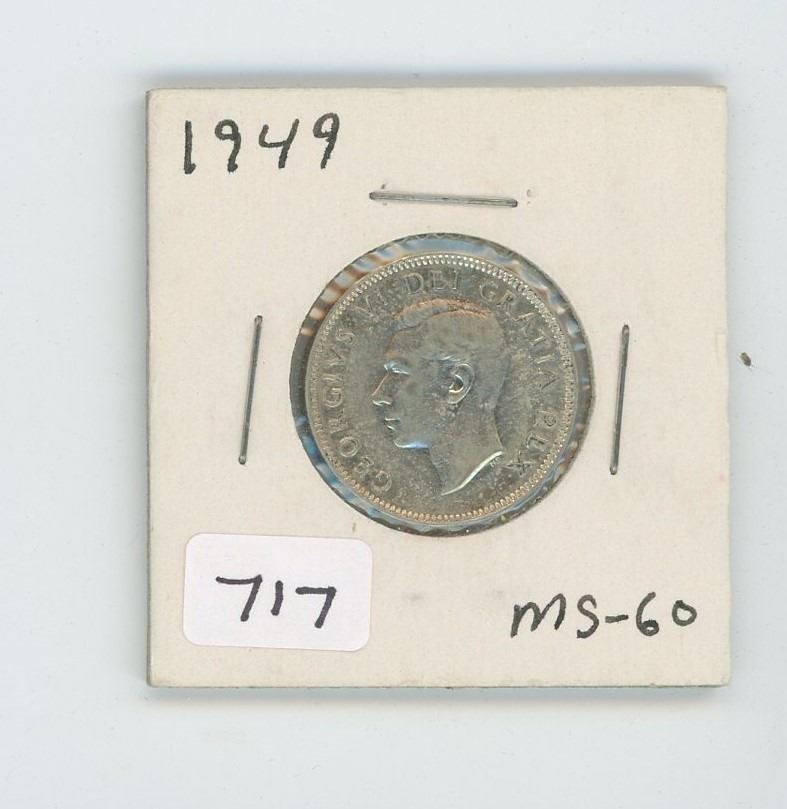 1949
GEORGIVS VI DEI GRATIA REX
717
MS-60